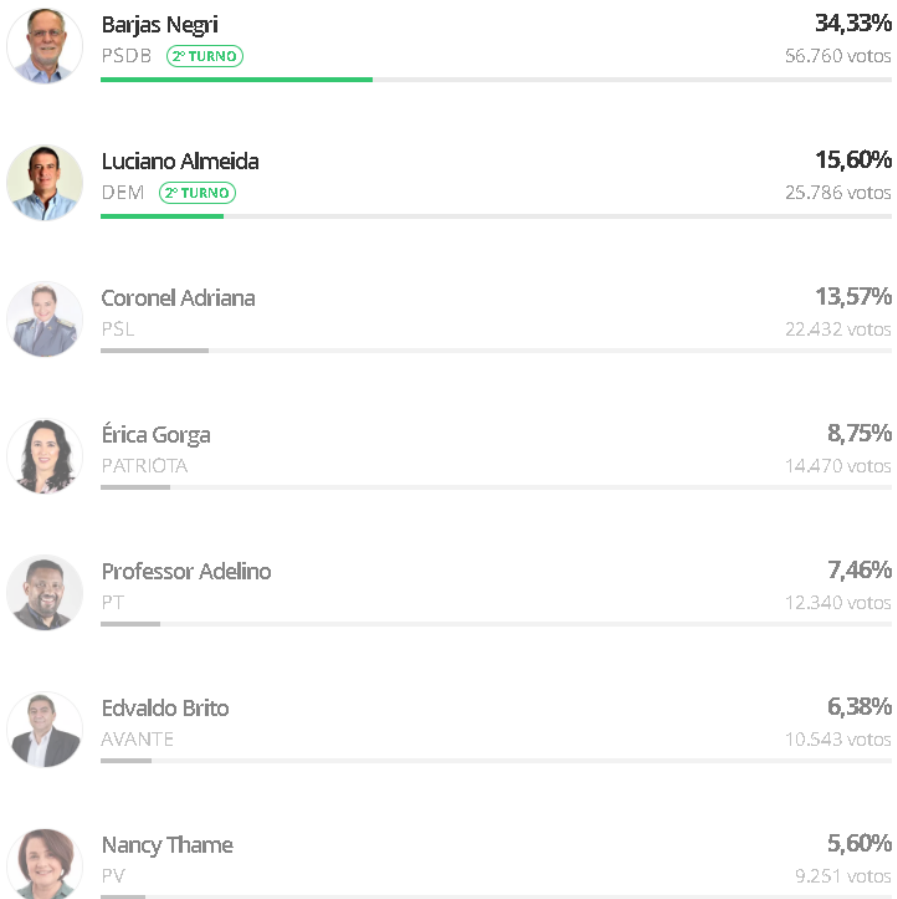 Barjas Negri 34,33%
PSDB 2º TURNO 56.760 votos
Luciano Almeida 15,60%
DEM 2º TURNO 25.786 votos
Coronel Adriana 13,57%
PSL 22.432 votos
Érica Gorga 8,75%
PATRIOTA 14.470 votos
Professor Adelino 7,46%
PT 12.340 votos
Edvaldo Brito 6,38%
AVANTE 10.543 votos
Nancy Thame 5,60%
PV 9.251 votos